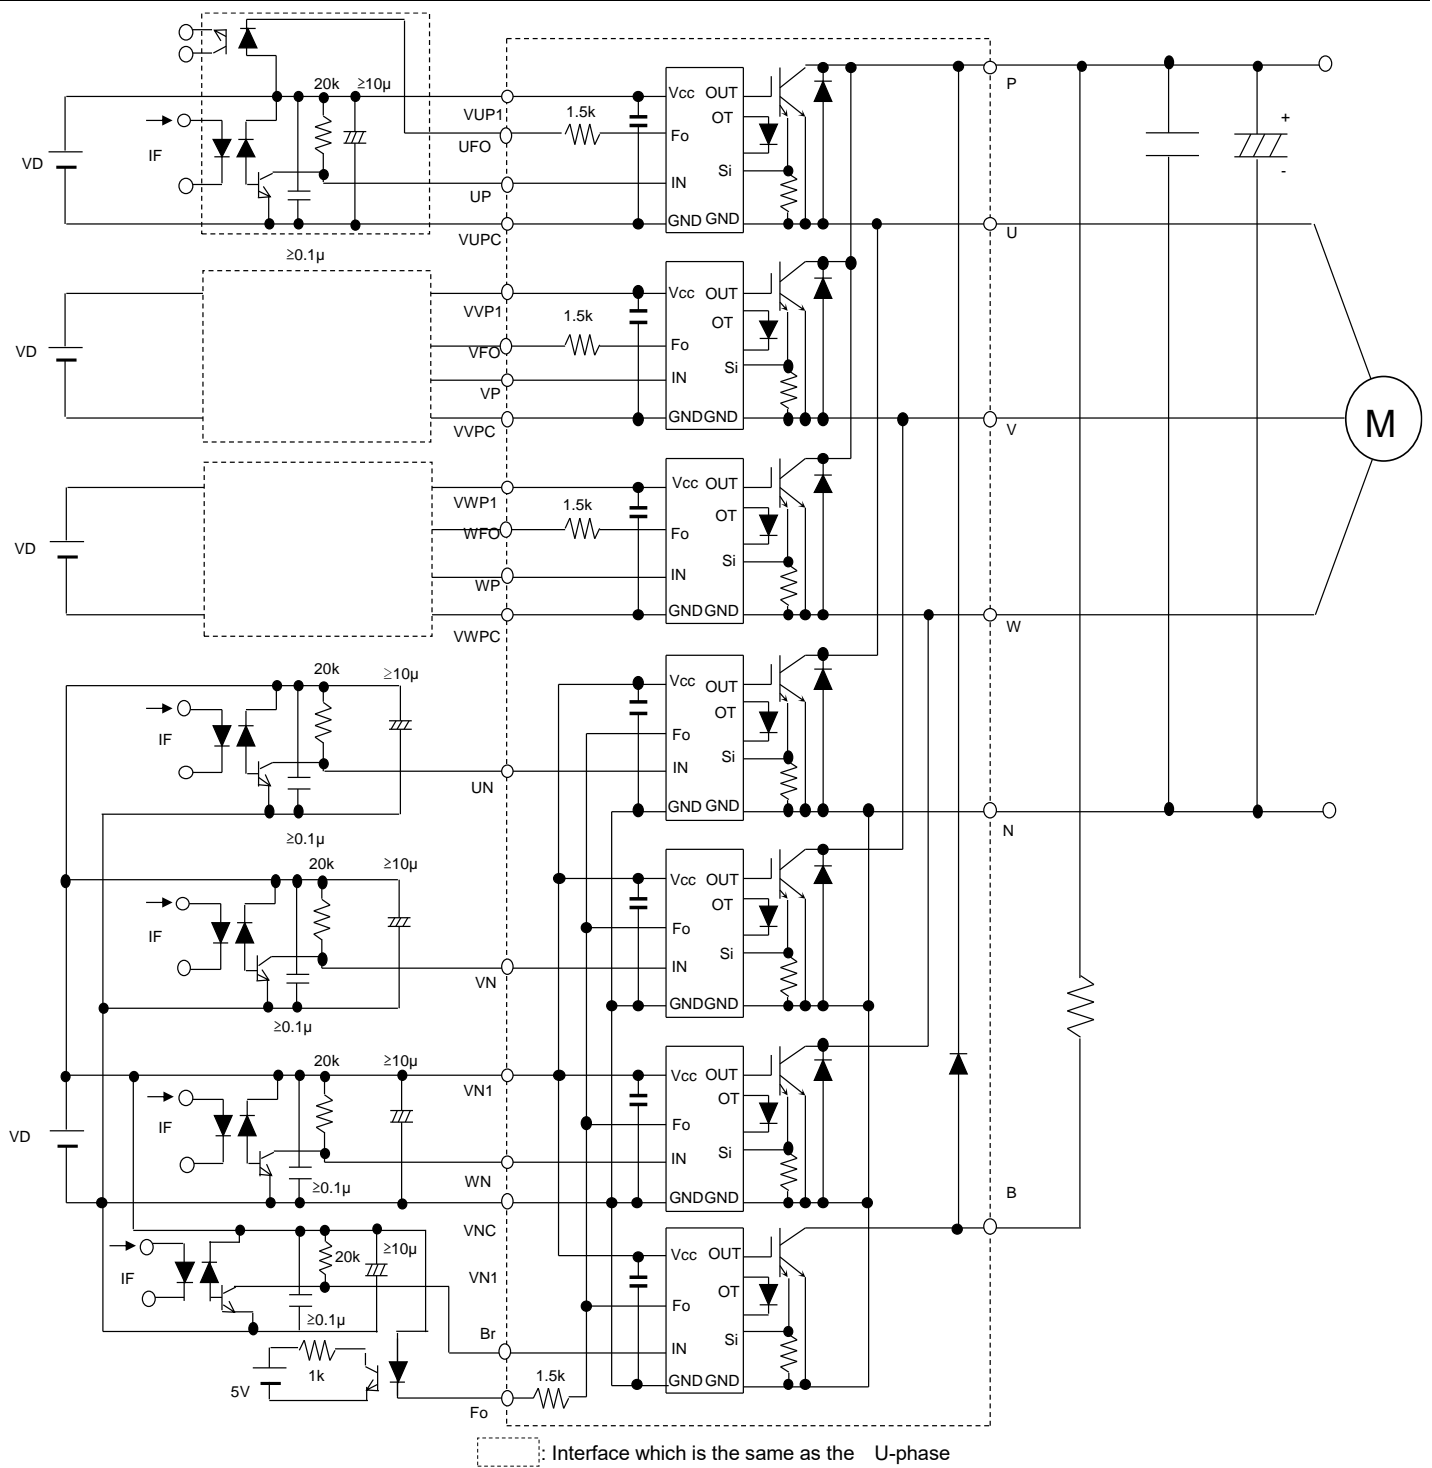 20k
≥10μ
VD
IF
≥0.1μ
VUP1
UFO
UP
VUPC
1.5k
Vcc OUT
OT
Fo
Si
IN
GND GND
P
+
-
U
VD
VVP1
VFO
VP
VVPC
1.5k
Vcc OUT
OT
Fo
Si
IN
GND GND
V
M
VD
VWP1
WFO
WP
VWPC
1.5k
Vcc OUT
OT
Fo
Si
IN
GND GND
W
20k
≥10μ
IF
≥0.1μ
UN
Vcc OUT
OT
Fo
Si
IN
GND GND
N
20k
≥10μ
IF
≥0.1μ
VN
Vcc OUT
OT
Fo
Si
IN
GND GND
20k
≥10μ
VD
IF
≥0.1μ
VN1
WN
VNC
Vcc OUT
OT
Fo
Si
IN
GND GND
B
20k
≥10μ
IF
≥0.1μ
VN1
Br
Vcc OUT
OT
Fo
Si
IN
GND GND
1k
5V
1.5k
Fo
: Interface which is the same as the U-phase